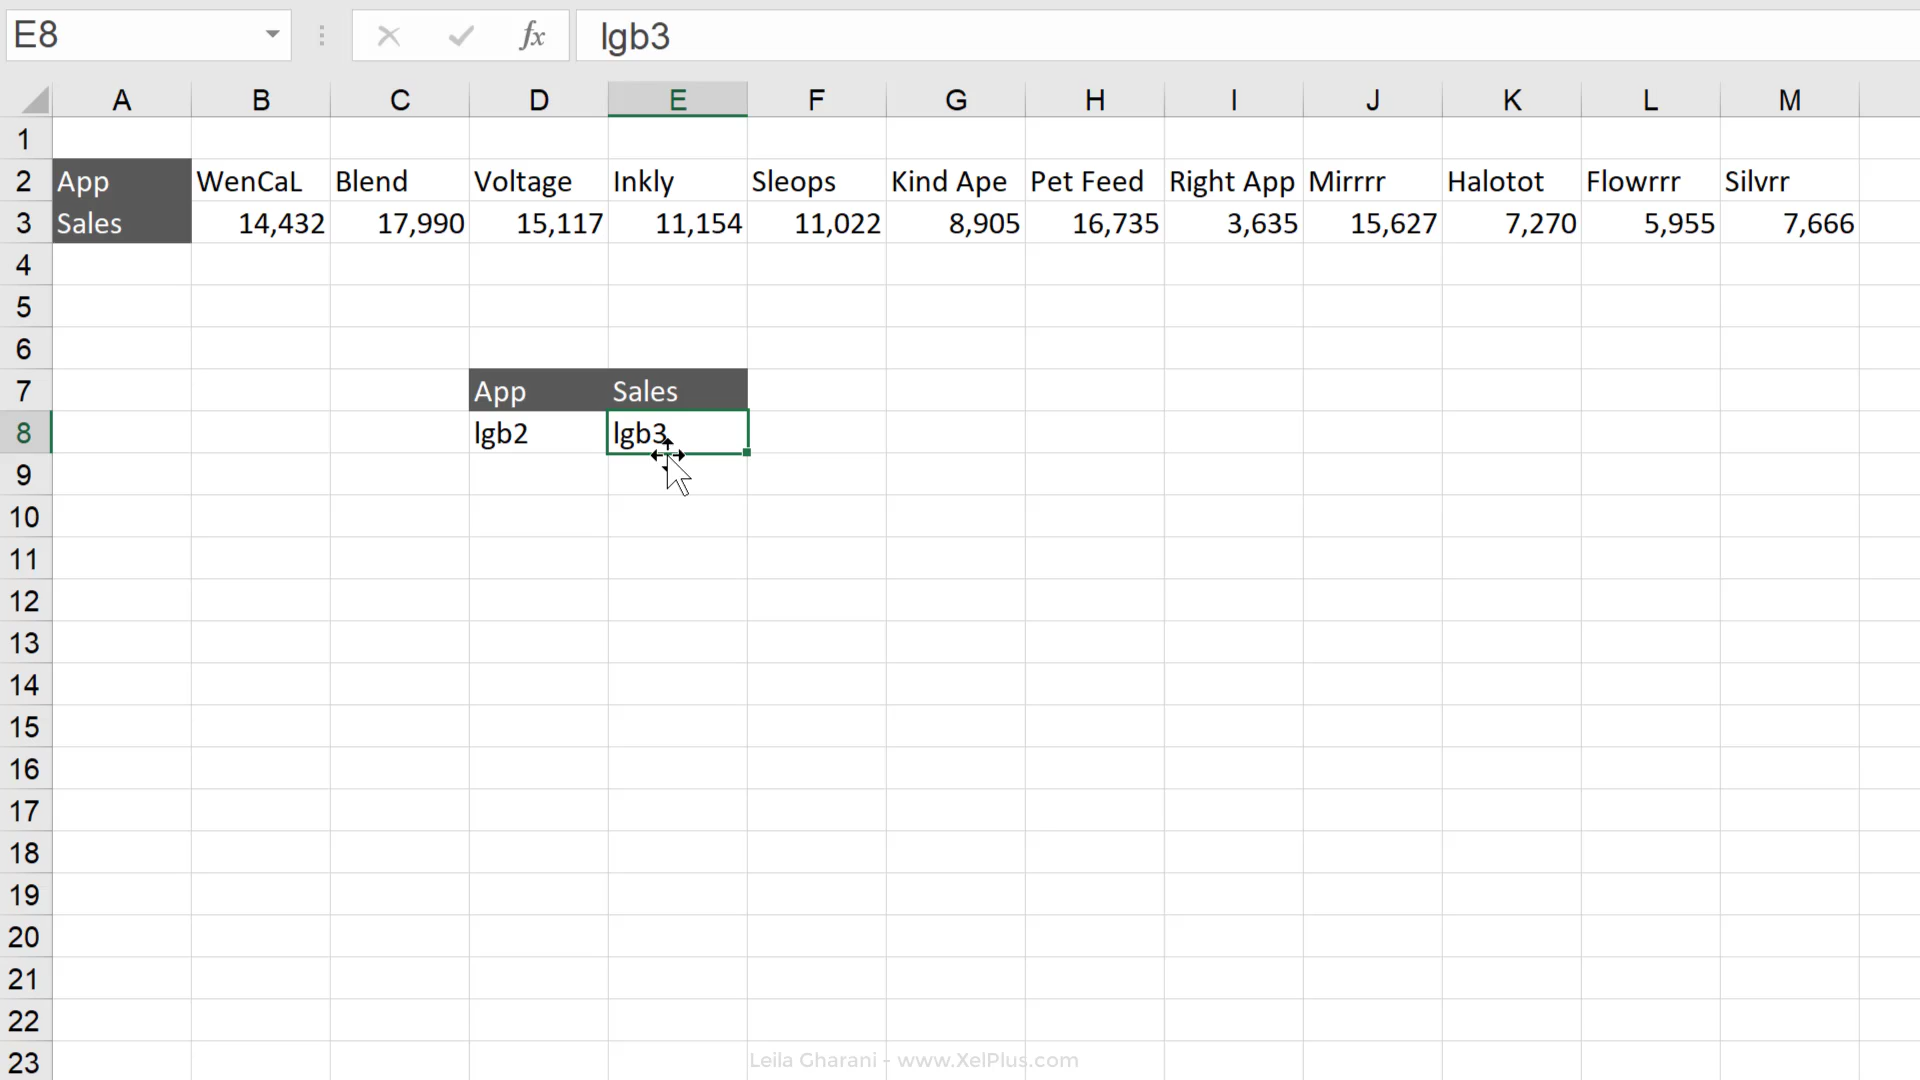 E8 fx lgb3
A B C D E F G H I J K L M
1
2 App WenCaL Blend Voltage Inkly Sleops Kind Ape Pet Feed Right App Mirrrr Halotot Flowrrr Silvrr
3 Sales 14,432 17,990 15,117 11,154 11,022 8,905 16,735 3,635 15,627 7,270 5,955 7,666
4
5
6
7 App Sales
8 lgb2 lgb3
9
10
11
12
13
14
15
16
17
18
19
20
21
22
23
Leila Gharani - www.XelPlus.com